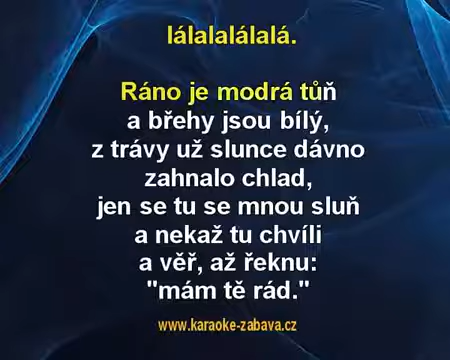 lálalalálalá.
Ráno je modrá tůň
a břehy jsou bílý,
z trávy už slunce dávno
zahnalo chlad,
jen se tu se mnou sluň
a nekaž tu chvíli
a věř, až řeknu:
"mám tě rád."
www.karaoke-zabava.cz